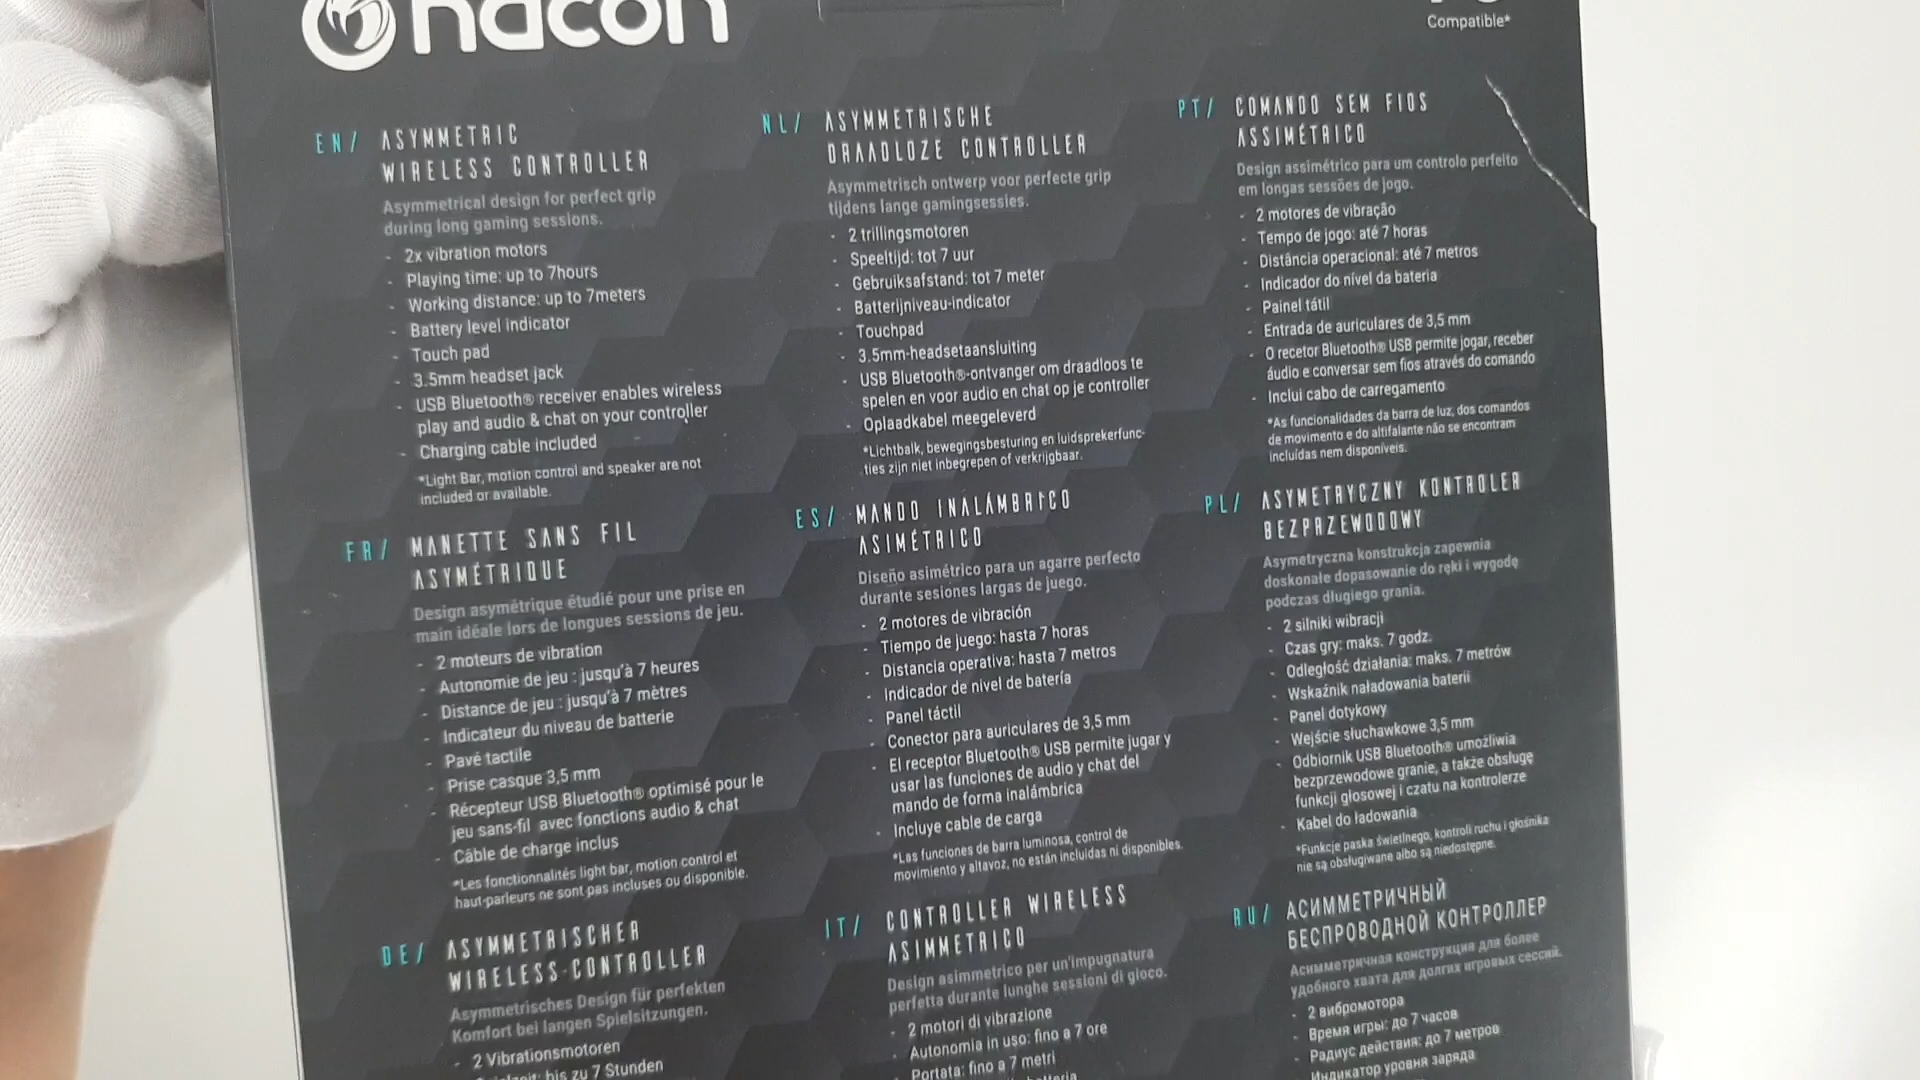 nacon
Compatible*
EN/ ASYMMETRIC
WIRELESS CONTROLLER
Asymmetrical design for perfect grip
during long gaming sessions.
- 2x vibration motors
- Playing time: up to 7hours
- Working distance: up to 7meters
- Battery level indicator
- Touch pad
- 3.5mm headset jack
- USB Bluetooth® receiver enables wireless
play and audio & chat on your controller
- Charging cable included
*Light Bar, motion control and speaker are not
included or available.
FR/ MANETTE SANS FIL
ASYMÉTRIQUE
Design asymétrique étudié pour une prise en
main idéale lors de longues sessions de jeu.
- 2 moteurs de vibration
- Autonomie de jeu : jusqu'à 7 heures
- Distance de jeu : jusqu'à 7 mètres
- Indicateur du niveau de batterie
- Pavé tactile
- Prise casque 3,5 mm
- Récepteur USB Bluetooth® optimisé pour le
jeu sans-fil avec fonctions audio & chat
- Câble de charge inclus
*Les fonctionnalités light bar, motion control et
haut-parleurs ne sont pas incluses ou disponible.
DE/ ASYMMETRISCHER
WIRELESS-CONTROLLER
Asymmetrisches Design für perfekten
Komfort bei langen Spielsitzungen.
- 2 Vibrationsmotoren
bis zu 7 Stunden
NL/ ASYMMETRISCHE
DRAADLOZE CONTROLLER
Asymmetrisch ontwerp voor perfecte grip
tijdens lange gamingsessies.
- 2 trillingsmotoren
- Speeltijd: tot 7 uur
- Gebruiksafstand: tot 7 meter
- Batterijniveau-indicator
- Touchpad
- 3.5mm-headsetaansluiting
- USB Bluetooth®-ontvanger om draadloos te
spelen en voor audio en chat op je controller
- Oplaadkabel meegeleverd
*Lichtbalk, bewegingsbesturing en luidsprekerfunc-
ties zijn niet inbegrepen of verkrijgbaar.
ES/ MANDO INALÁMBRICO
ASIMÉTRICO
Diseño asimétrico para un agarre perfecto
durante sesiones largas de juego.
- 2 motores de vibración
- Tiempo de juego: hasta 7 horas
- Distancia operativa: hasta 7 metros
- Indicador de nivel de batería
- Panel táctil
- Conector para auriculares de 3,5 mm
- El receptor Bluetooth® USB permite jugar y
usar las funciones de audio y chat del
mando de forma inalámbrica
- Incluye cable de carga
*Las funciones de barra luminosa, control de
movimiento y altavoz, no están incluidas ni disponibles.
IT/ CONTROLLER WIRELESS
ASIMMETRICO
Design asimmetrico per un'impugnatura
perfetta durante lunghe sessioni di gioco.
- 2 motori di vibrazione
- Autonomia in uso: fino a 7 ore
- Portata: fino a 7 metri
PT/ COMANDO SEM FIOS
ASSIMÉTRICO
Design assimétrico para um controlo perfeito
em longas sessões de jogo.
- 2 motores de vibração
- Tempo de jogo: até 7 horas
- Distância operacional: até 7 metros
- Indicador do nível da bateria
- Painel tátil
- Entrada de auriculares de 3,5 mm
- O recetor Bluetooth® USB permite jogar, receber
áudio e conversar sem fios através do comando
- Inclui cabo de carregamento
*As funcionalidades da barra de luz, dos comandos
de movimento e do altifalante não se encontram
incluídas nem disponíveis.
PL/ ASYMETRYCZNY KONTROLER
BEZPRZEWODOWY
Asymetryczna konstrukcja zapewnia
doskonałe dopasowanie do ręki i wygodę
podczas długiego grania.
- 2 silniki wibracji
- Czas gry: maks. 7 godz.
- Odległość działania: maks. 7 metrów
- Wskaźnik naładowania baterii
- Panel dotykowy
- Wejście słuchawkowe 3,5 mm
- Odbiornik USB Bluetooth® umożliwia
bezprzewodowe granie, a także obsługę
funkcji głosowej i czatu na kontrolerze
- Kabel do ładowania
*Funkcje paska świetlnego, kontroli ruchu i głośnika
nie są obsługiwane albo są niedostępne.
RU/ АСИММЕТРИЧНЫЙ
БЕСПРОВОДНОЙ КОНТРОЛЛЕР
Асимметричная конструкция для более
удобного хвата для долгих игровых сессий.
- 2 вибромотора
- Время игры: до 7 часов
- Радиус действия: до 7 метров
- Индикатор уровня заряда